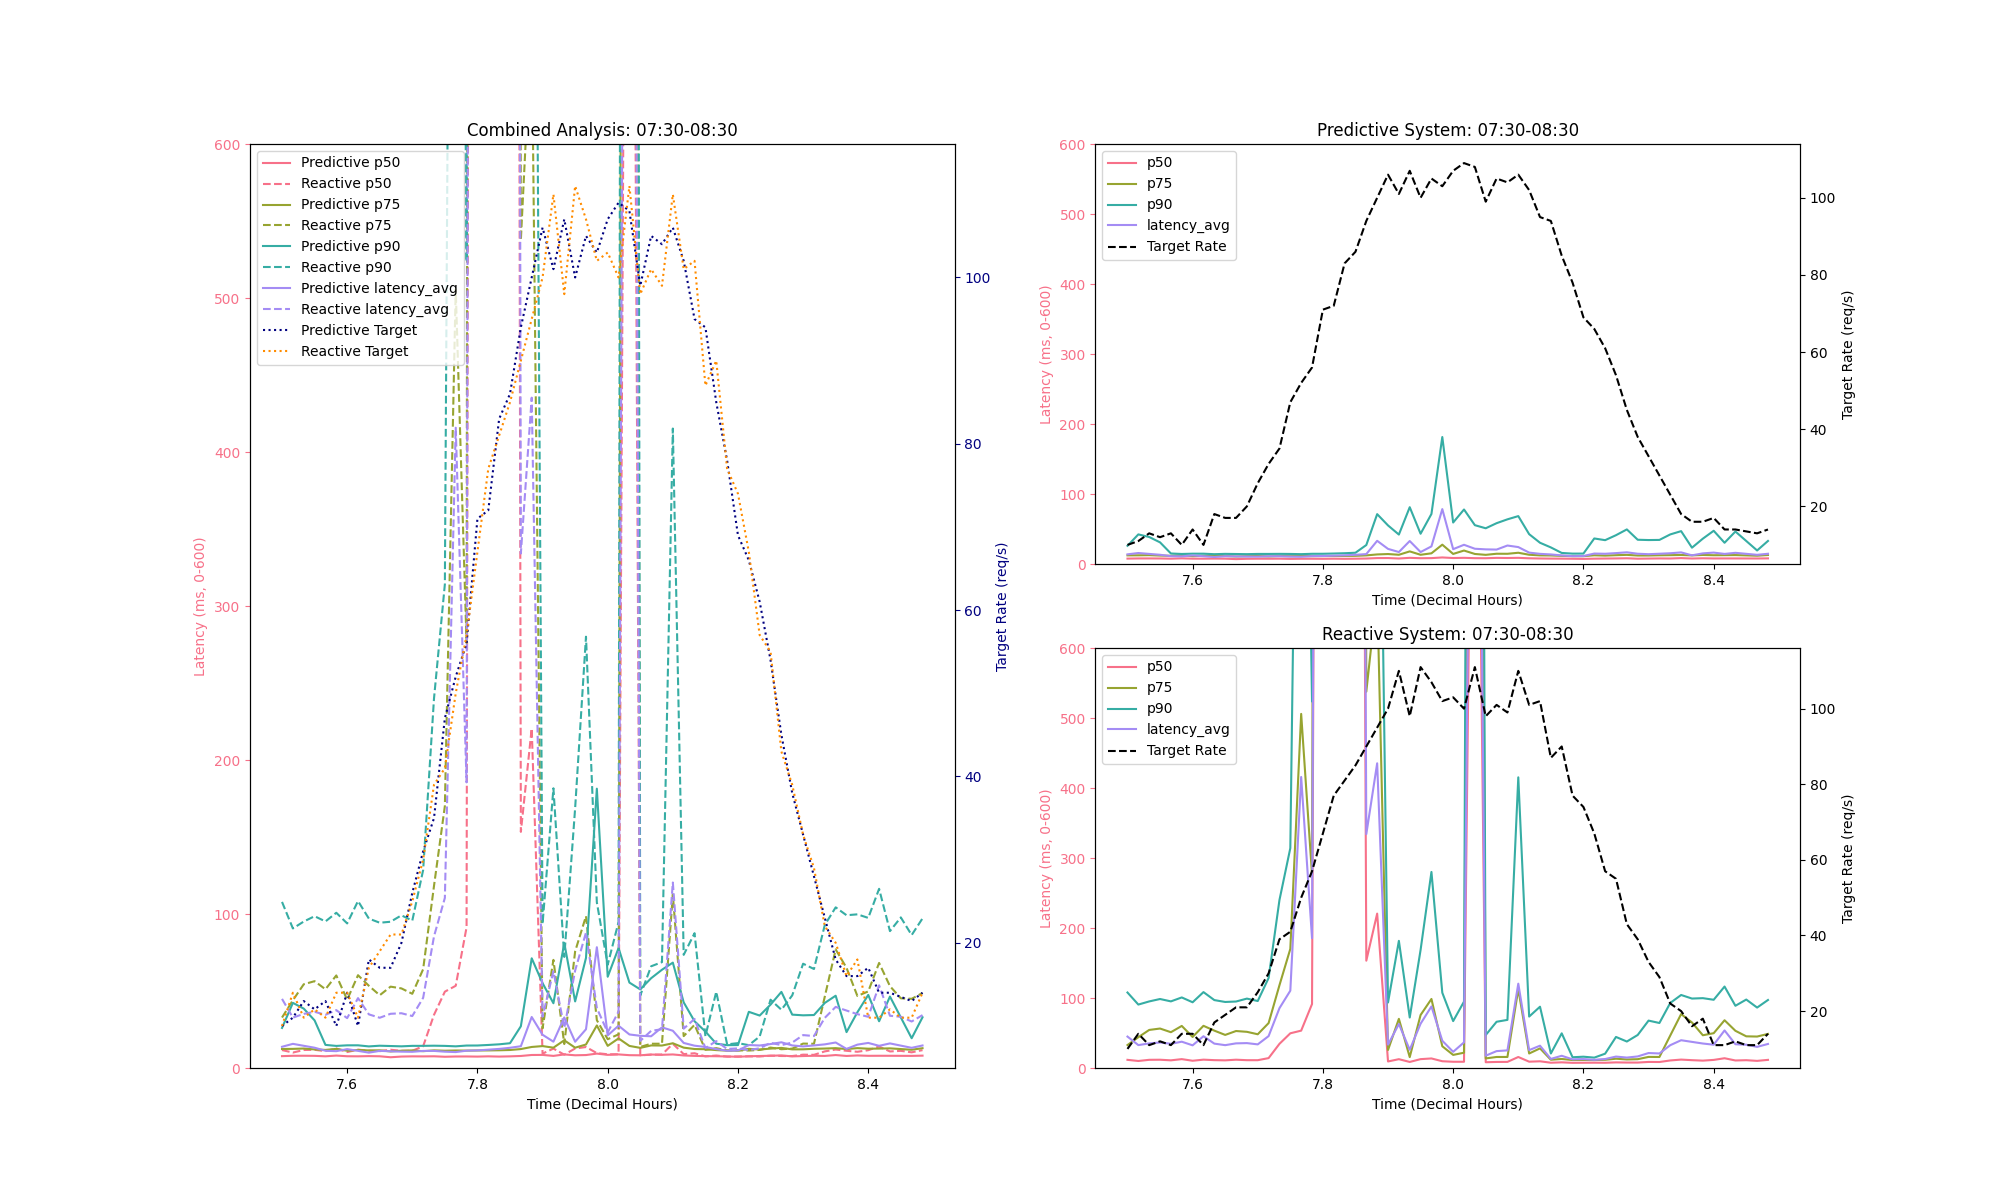 Combined Analysis: 07:30-08:30
Latency (ms, 0-600)
600
500
400
300
200
100
0
Predictive p50
Reactive p50
Predictive p75
Reactive p75
Predictive p90
Reactive p90
Predictive latency_avg
Reactive latency_avg
Predictive Target
Reactive Target
100
80
60
40
20
Target Rate (req/s)
7.6 7.8 8.0 8.2 8.4
Time (Decimal Hours)
Predictive System: 07:30-08:30
Latency (ms, 0-600)
600
500
400
300
200
100
0
p50
p75
p90
latency_avg
Target Rate
100
80
60
40
20
Target Rate (req/s)
7.6 7.8 8.0 8.2 8.4
Time (Decimal Hours)
Reactive System: 07:30-08:30
Latency (ms, 0-600)
600
500
400
300
200
100
0
p50
p75
p90
latency_avg
Target Rate
100
80
60
40
20
Target Rate (req/s)
7.6 7.8 8.0 8.2 8.4
Time (Decimal Hours)